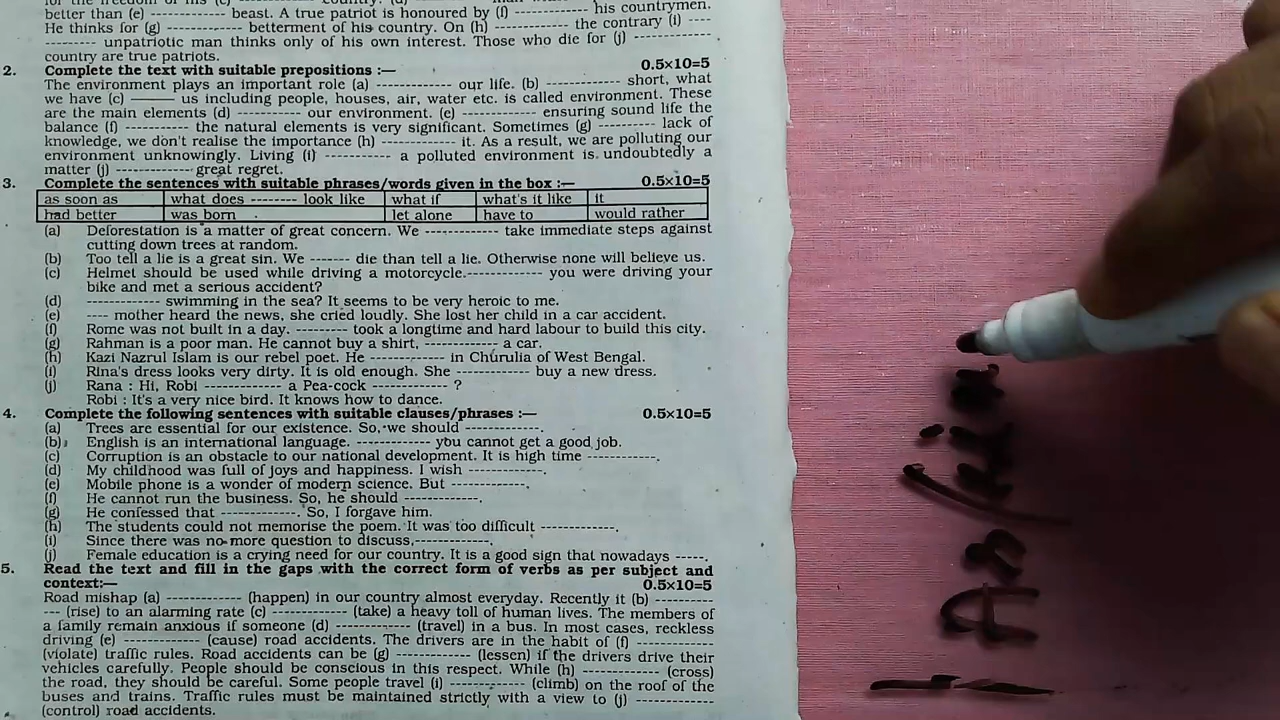 better than (e) ------------ beast. A true patriot is honoured by (f) ------------ his countrymen.
He thinks for (g) ------------ betterment of his country. On (h) ------------ the contrary (i) ----
--------- unpatriotic man thinks only of his own interest. Those who die for (j) -------------
country are true patriots.
2. Complete the text with suitable prepositions :— 0.5×10=5
The environment plays an important role (a) ------------ our life. (b) ------------ short, what
we have (c) ——— us including people, houses, air, water etc. is called environment. These
are the main elements (d) ---------- our environment. (e) ------------ ensuring sound life the
balance (f) ---------- the natural elements is very significant. Sometimes (g) --------- lack of
knowledge, we don't realise the importance (h) ------------ it. As a result, we are polluting our
environment unknowingly. Living (i) ----------- a polluted environment is undoubtedly a
matter (j) ------------- great regret.
3. Complete the sentences with suitable phrases/words given in the box :— 0.5×10=5
as soon as what does -------- look like what if what's it like it
had better was born let alone have to would rather
(a) Deforestation is a matter of great concern. We ------------ take immediate steps against
cutting down trees at random.
(b) Too tell a lie is a great sin. We ------ die than tell a lie. Otherwise none will believe us.
(c) Helmet should be used while driving a motorcycle.------------ you were driving your
bike and met a serious accident?
(d) ------------ swimming in the sea? It seems to be very heroic to me.
(e) ---- mother heard the news, she cried loudly. She lost her child in a car accident.
(f) Rome was not built in a day. -------- took a longtime and hard labour to build this city.
(g) Rahman is a poor man. He cannot buy a shirt, ------------ a car.
(h) Kazi Nazrul Islam is our rebel poet. He ------------ in Churulia of West Bengal.
(i) Rina's dress looks very dirty. It is old enough. She ------------ buy a new dress.
(j) Rana : Hi, Robi ------------ a Pea-cock ------------ ?
Robi : It's a very nice bird. It knows how to dance.
4. Complete the following sentences with suitable clauses/phrases :— 0.5×10=5
(a) Trees are essential for our existence. So, we should ------------.
(b) English is an international language. ------------ you cannot get a good job.
(c) Corruption is an obstacle to our national development. It is high time -----------.
(d) My childhood was full of joys and happiness. I wish ------------.
(e) Mobile phone is a wonder of modern science. But ------------.
(f) He cannot run the business. So, he should ------------.
(g) He confessed that ------------. So, I forgave him.
(h) The students could not memorise the poem. It was too difficult ------------.
(i) Since there was no more question to discuss,------------.
(j) Female education is a crying need for our country. It is a good sign that nowadays -----.
5. Read the text and fill in the gaps with the correct form of verbs as per subject and
context:— 0.5×10=5
Road mishap (a) ------------ (happen) in our country almost everyday. Recently it (b) ---------
--- (rise) to an alarming rate (c) ------------ (take) a heavy toll of human lives. The members of
a family remain anxious if someone (d) ------------ (travel) in a bus. In most cases, reckless
driving (e) ------------ (cause) road accidents. The drivers are in the habit of (f) ------------
(violate) traffic rules. Road accidents can be (g) ------------ (lessen) if the drivers drive their
vehicles carefully. People should be conscious in this respect. While (h) ------------ (cross)
the road, they should be careful. Some people travel (i) ------------ (climb) on the roof of the
buses and trains. Traffic rules must be maintained strictly with a view to (j) ------------
(control) road accidents.